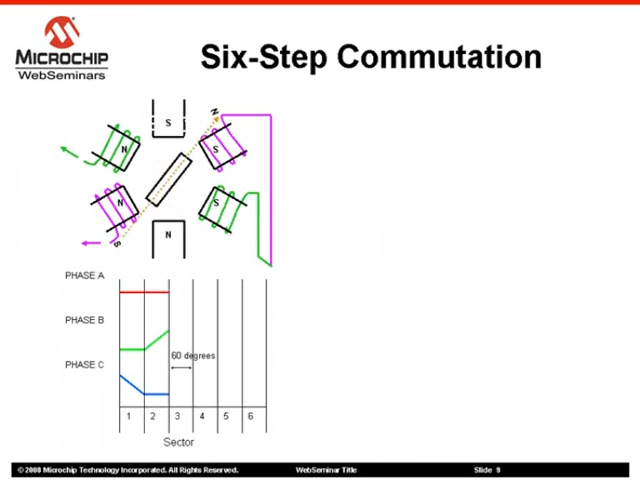 MICROCHIP
WebSeminars
Six-Step Commutation
S
N
N
S
N
S
S
N
PHASE A
PHASE B
PHASE C
60 degrees
1 2 3 4 5 6
Sector
© 2008 Microchip Technology Incorporated. All Rights Reserved. WebSeminar Title Slide 9